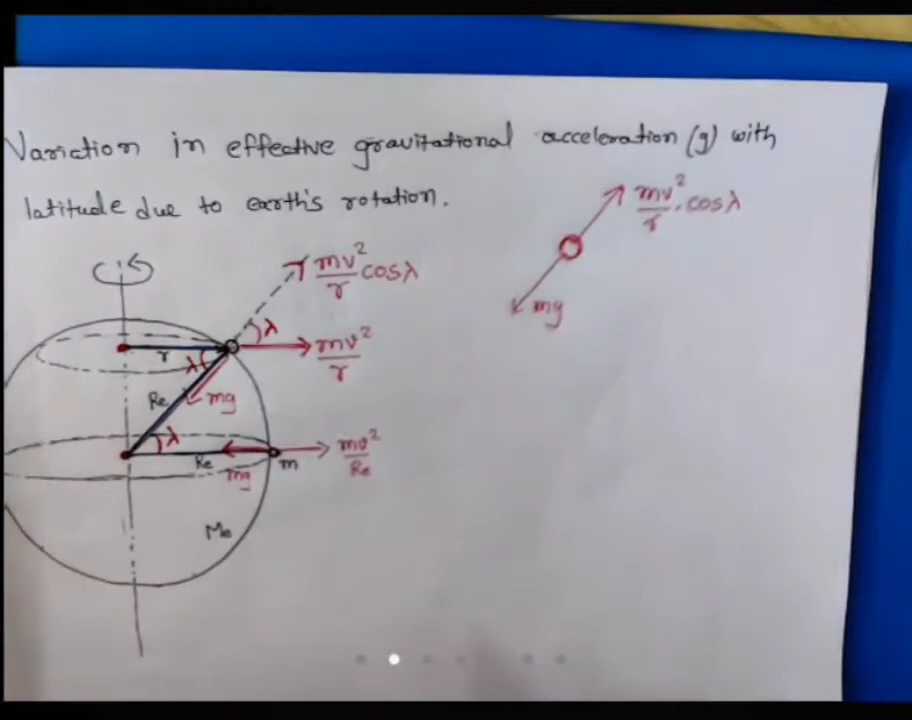 Variation in effective gravitational acceleration (g) with
latitude due to earth's rotation.
mv²/r · cosλ
mg
mv²/r cosλ
λ
mv²/r
r
λ
Re
mg
λ
Re
mg
m
mv²/Re
Me